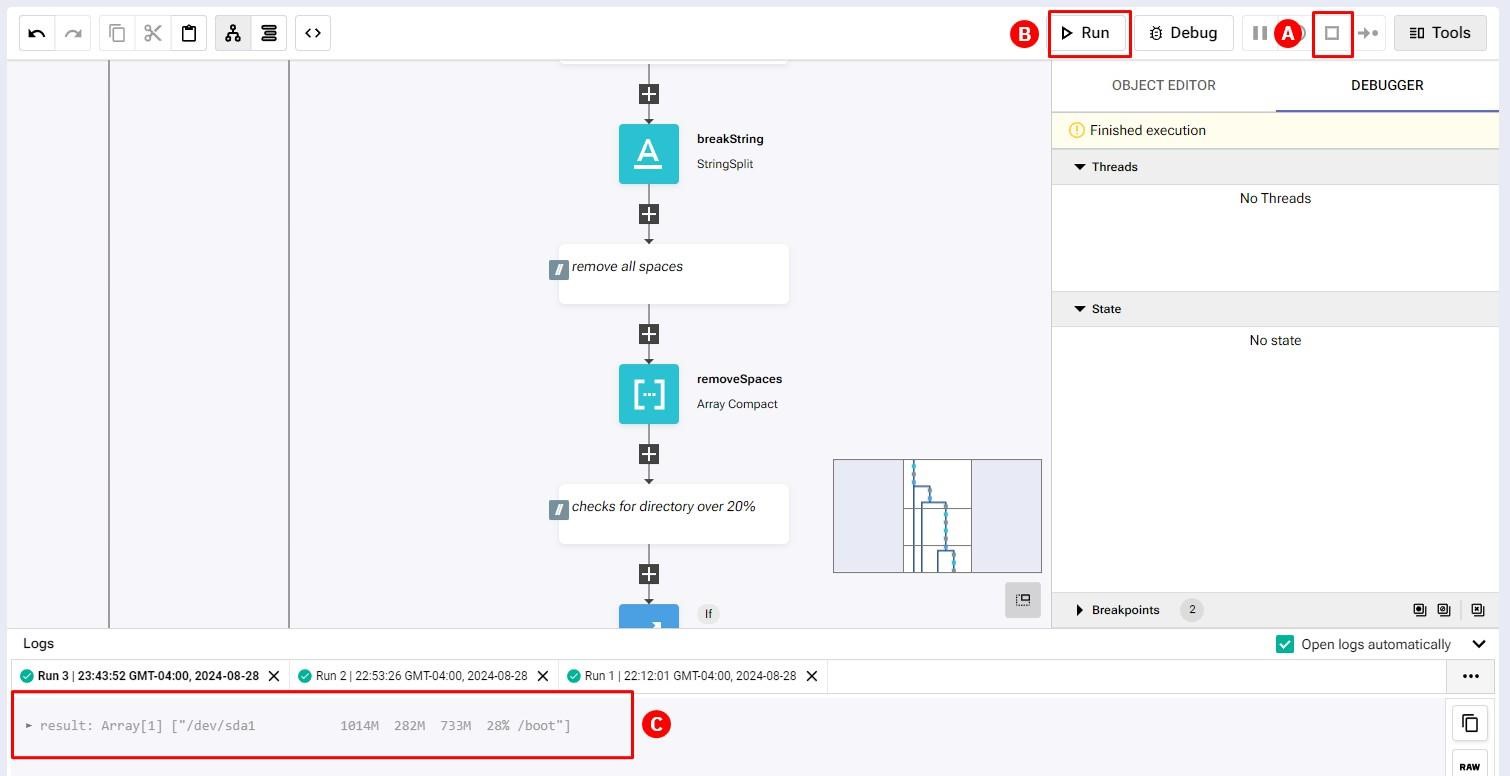 B
Run
Debug
A
Tools
OBJECT EDITOR
DEBUGGER
Finished execution
breakString
StringSplit
Threads
No Threads
// remove all spaces
State
No state
removeSpaces
Array Compact
// checks for directory over 20%
If
Breakpoints 2
Logs
Open logs automatically
Run 3 | 23:43:52 GMT-04:00, 2024-08-28
Run 2 | 22:53:26 GMT-04:00, 2024-08-28
Run 1 | 22:12:01 GMT-04:00, 2024-08-28
result: Array[1] ["/dev/sda1           1014M  282M  733M  28% /boot"]
C
RAW